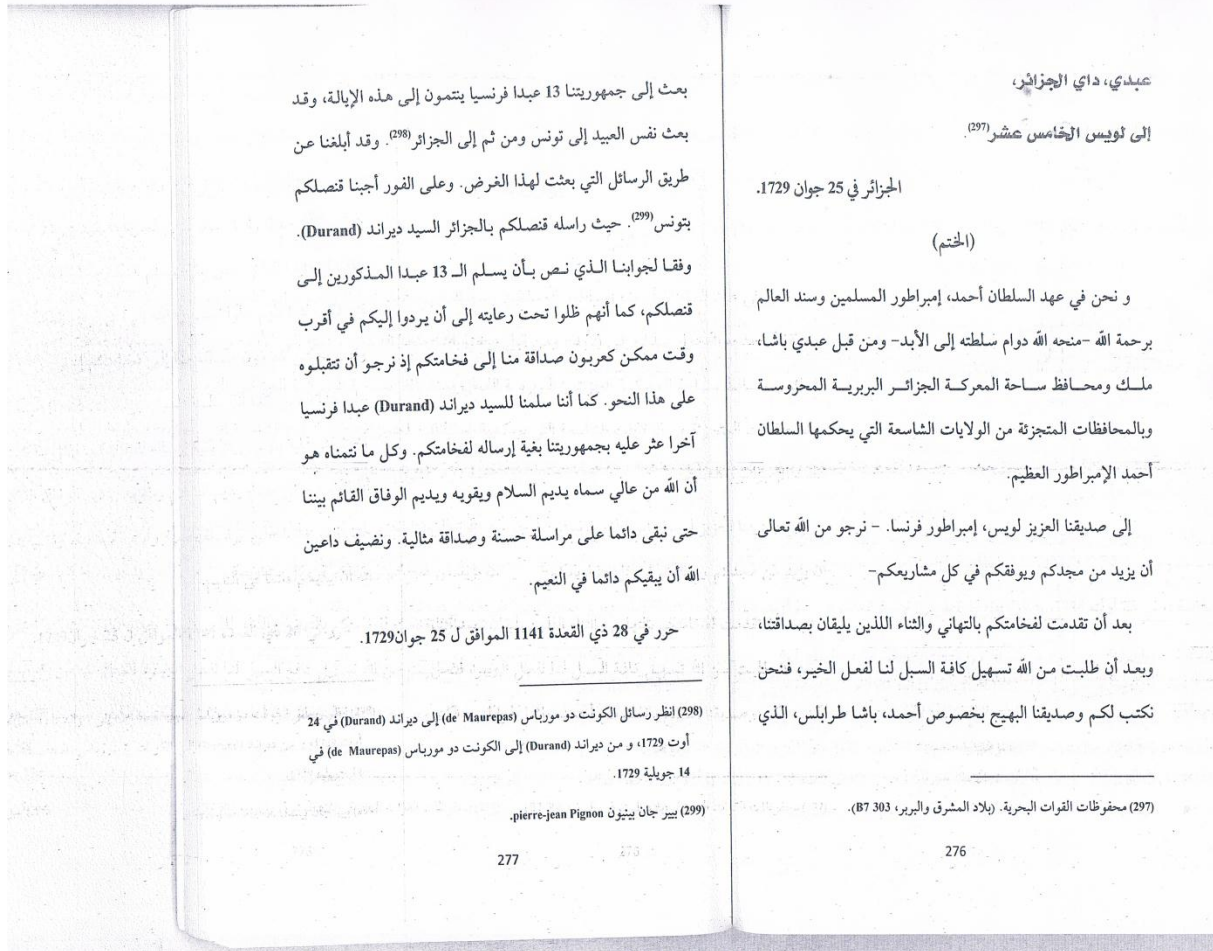 عبدي، داي الجزائر،
إلى لويس الخامس عشر(297).
الجزائر في 25 جوان 1729.
(الختم)
و نحن في عهد السلطان أحمد، إمبراطور المسلمين وسند العالم
برحمة الله -منحه الله دوام سلطته إلى الأبد- ومن قبل عبدي باشا،
ملك ومحافظ ساحة المعركة الجزائر البربرية المحروسة
وبالمحافظات المتجزئة من الولايات الشاسعة التي يحكمها السلطان
أحمد الإمبراطور العظيم.
إلى صديقنا العزيز لويس، إمبراطور فرنسا. - نرجو من الله تعالى
أن يزيد من مجدكم ويوفقكم في كل مشاريعكم-
بعد أن تقدمت لفخامتكم بالتهاني والثناء اللذين يليقان بصداقتنا،
وبعد أن طلبت من الله تسهيل كافة السبل لنا لفعل الخير، فنحن
نكتب لكم وصديقنا البهيج بخصوص أحمد، باشا طرابلس، الذي
(297) محفوظات القوات البحرية. (بلاد المشرق والبربر، B7 303).
276
بعث إلى جمهوريتنا 13 عبدا فرنسيا ينتمون إلى هذه الإيالة، وقد
بعث نفس العبيد إلى تونس ومن ثم إلى الجزائر(298). وقد أبلغنا عن
طريق الرسائل التي بعثت لهذا الغرض. وعلى الفور أجبنا قنصلكم
بتونس(299). حيث راسله قنصلكم بالجزائر السيد ديراند (Durand).
وفقا لجوابنا الذي نص بأن يسلم الـ 13 عبدا المذكورين إلى
قنصلكم، كما أنهم ظلوا تحت رعايته إلى أن يردوا إليكم في أقرب
وقت ممكن كعربون صداقة منا إلى فخامتكم إذ نرجو أن تتقبلوه
على هذا النحو. كما أننا سلمنا للسيد ديراند (Durand) عبدا فرنسيا
آخرا عثر عليه بجمهوريتنا بغية إرساله لفخامتكم. وكل ما نتمناه هو
أن الله من عالي سماه يديم السلام ويقويه ويديم الوفاق القائم بيننا
حتى نبقى دائما على مراسلة حسنة وصداقة مثالية. ونضيف داعين
الله أن يبقيكم دائما في النعيم.
حرر في 28 ذي القعدة 1141 الموافق ل 25 جوان1729.
(298) انظر رسائل الكونت دو مورباس (de Maurepas) إلى ديراند (Durand) في 24
أوت 1729، و من ديراند (Durand) إلى الكونت دو مورباس (de Maurepas) في
14 جويلية 1729.
(299) بيير جان بينيون pierre-jean Pignon.
277